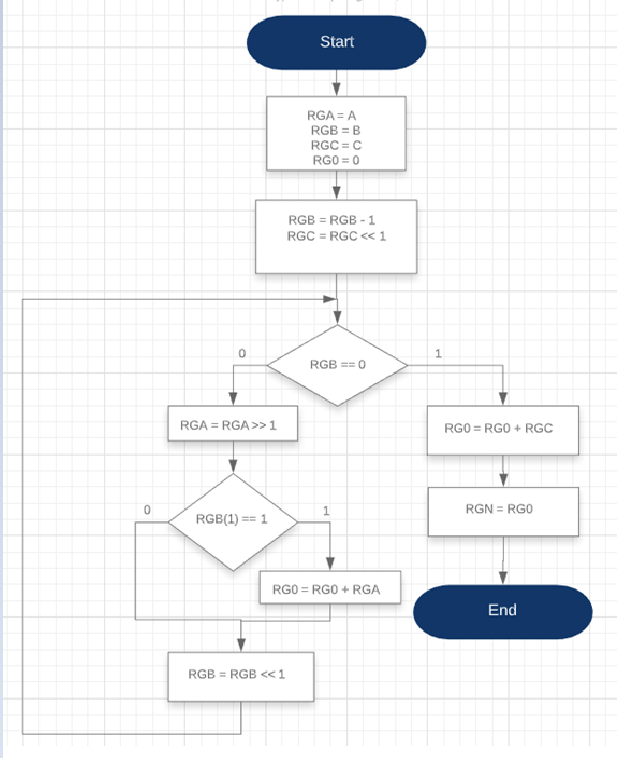 Start
RGA = A
RGB = B
RGC = C
RG0 = 0
RGB = RGB - 1
RGC = RGC << 1
RGB == 0
0
1
RGA = RGA >> 1
RG0 = RG0 + RGC
RGB(1) == 1
0
1
RGN = RG0
RG0 = RG0 + RGA
End
RGB = RGB << 1